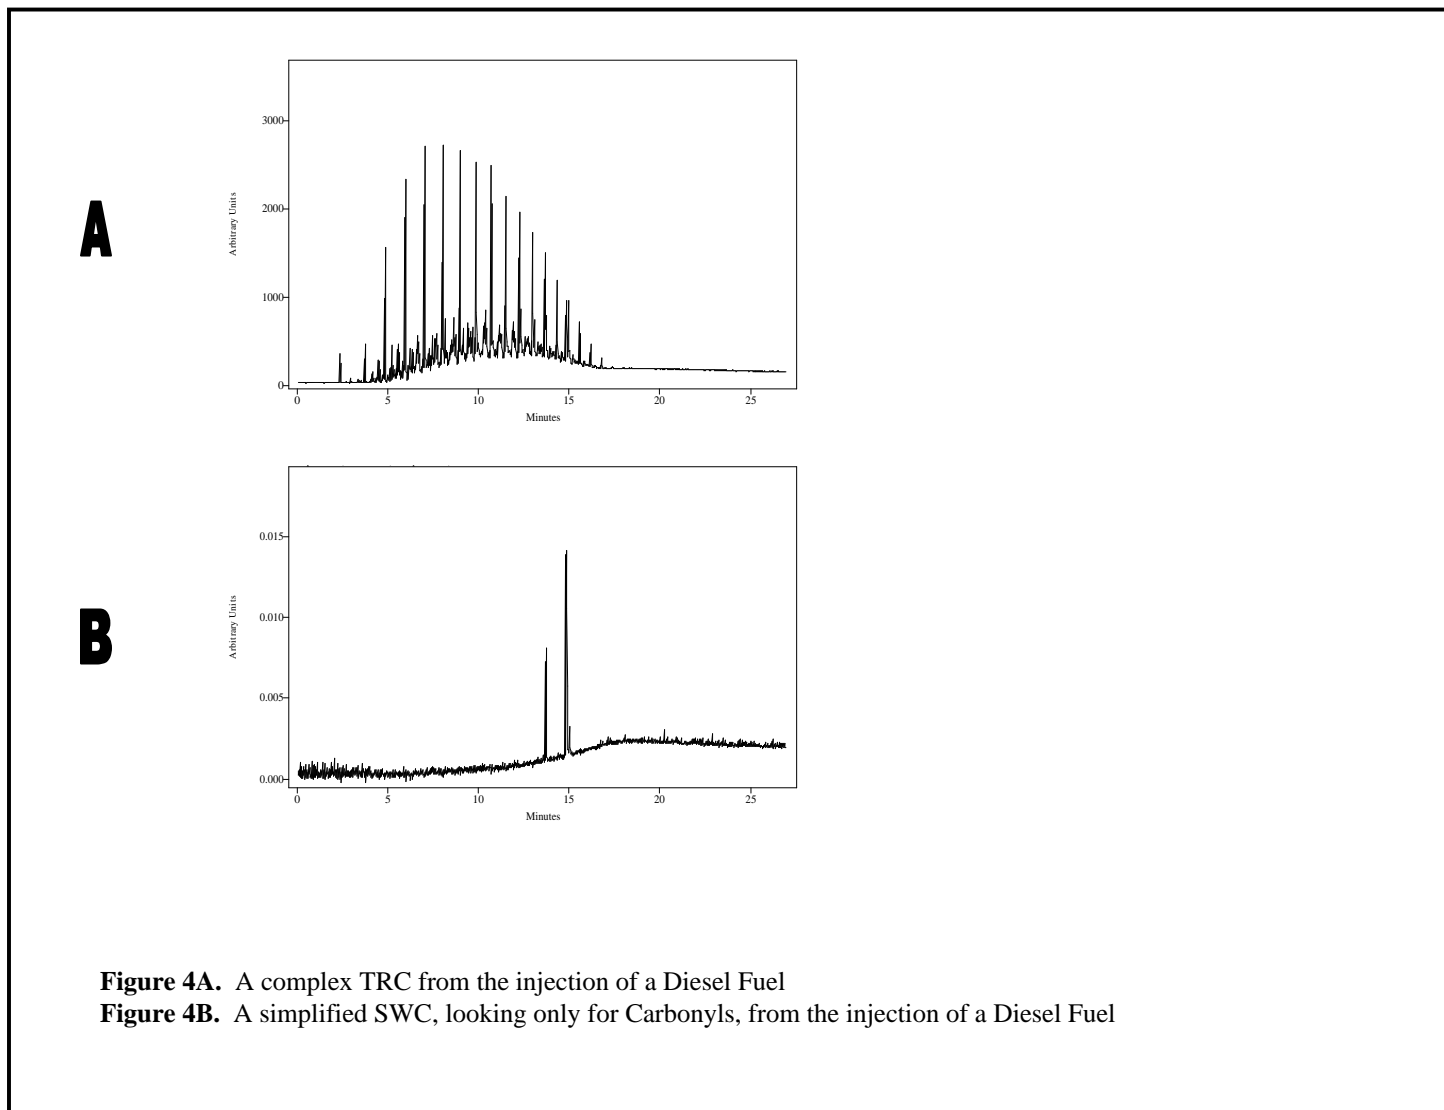 A
3000
2000
1000
0
Arbitrary Units
0 5 10 15 20 25
Minutes
B
0.015
0.010
0.005
0.000
Arbitrary Units
0 5 10 15 20 25
Minutes
Figure 4A. A complex TRC from the injection of a Diesel Fuel
Figure 4B. A simplified SWC, looking only for Carbonyls, from the injection of a Diesel Fuel